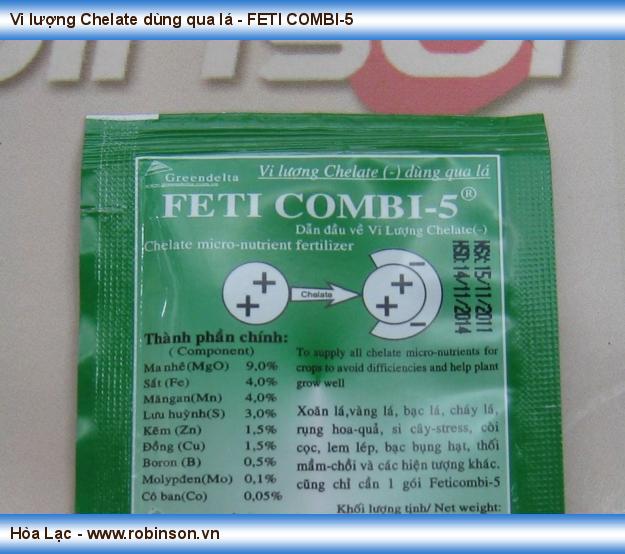 Vi lượng Chelate dùng qua lá - FETI COMBI-5
Greendelta
Vi lương Chelate (-) dùng qua lá
FETI COMBI-5®
Dẫn đầu về Vi Lượng Chelate(-)
Chelate micro-nutrient fertilizer
NSX: 15/11/2011
HSD: 14/11/2014
+ + Chelate + + − −
Thành phần chính:
( Component)
Ma nhê(MgO) 9,0%
Sắt (Fe) 4,0%
Măngan(Mn) 4,0%
Lưu huỳnh(S) 3,0%
Kẽm (Zn) 1,5%
Đồng (Cu) 1,5%
Boron (B) 0,5%
Molypđen(Mo) 0,1%
Cô ban(Co) 0,05%
To supply all chelate micro-nutrients for
crops to avoid difficiencies and help plant
grow well
Xoăn lá,vàng lá, bạc lá, cháy lá,
rụng hoa-quả, si cây-stress, còi
cọc, lem lép, bạc bụng hạt, thối
mầm-chồi và các hiện tượng khác.
cũng chỉ cần 1 gói Feticombi-5
Khối lượng tịnh/ Net weight:
Hòa Lạc - www.robinson.vn